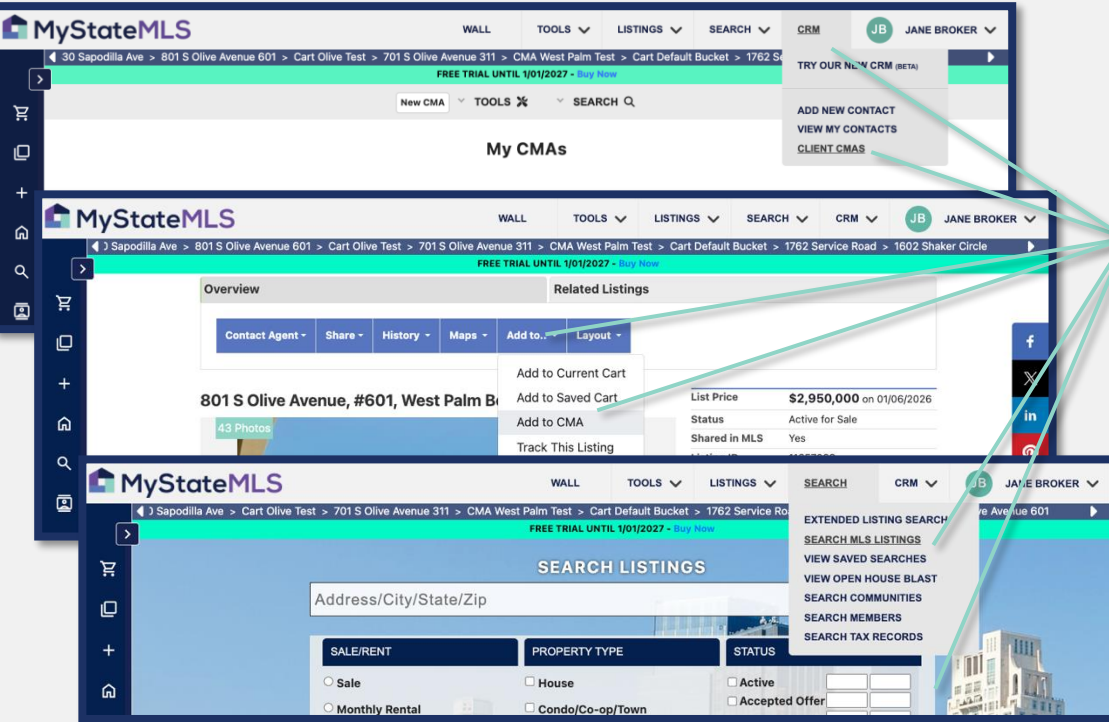 MyStateMLS
WALL TOOLS LISTINGS SEARCH CRM JB JANE BROKER
30 Sapodilla Ave > 801 S Olive Avenue 601 > Cart Olive Test > 701 S Olive Avenue 311 > CMA West Palm Test > Cart Default Bucket > 1762 Se
FREE TRIAL UNTIL 1/01/2027 - Buy Now
TRY OUR NEW CRM (BETA)
ADD NEW CONTACT
VIEW MY CONTACTS
CLIENT CMAS
New CMA TOOLS SEARCH
My CMAs
MyStateMLS
WALL TOOLS LISTINGS SEARCH CRM JB JANE BROKER
Sapodilla Ave > 801 S Olive Avenue 601 > Cart Olive Test > 701 S Olive Avenue 311 > CMA West Palm Test > Cart Default Bucket > 1762 Service Road > 1602 Shaker Circle
FREE TRIAL UNTIL 1/01/2027 - Buy Now
Overview Related Listings
Contact Agent Share History Maps Add to.. Layout
Add to Current Cart
Add to Saved Cart
Add to CMA
Track This Listing
801 S Olive Avenue, #601, West Palm B
43 Photos
List Price $2,950,000 on 01/06/2026
Status Active for Sale
Shared in MLS Yes
f
X
in
MyStateMLS
WALL TOOLS LISTINGS SEARCH CRM JB JANE BROKER
Sapodilla Ave > Cart Olive Test > 701 S Olive Avenue 311 > CMA West Palm Test > Cart Default Bucket > 1762 Service Ro ve Avenue 601
FREE TRIAL UNTIL 1/01/2027 - Buy Now
EXTENDED LISTING SEARCH
SEARCH MLS LISTINGS
VIEW SAVED SEARCHES
VIEW OPEN HOUSE BLAST
SEARCH COMMUNITIES
SEARCH MEMBERS
SEARCH TAX RECORDS
SEARCH LISTINGS
Address/City/State/Zip
SALE/RENT PROPERTY TYPE STATUS
Sale House Active
Monthly Rental Condo/Co-op/Town Accepted Offer